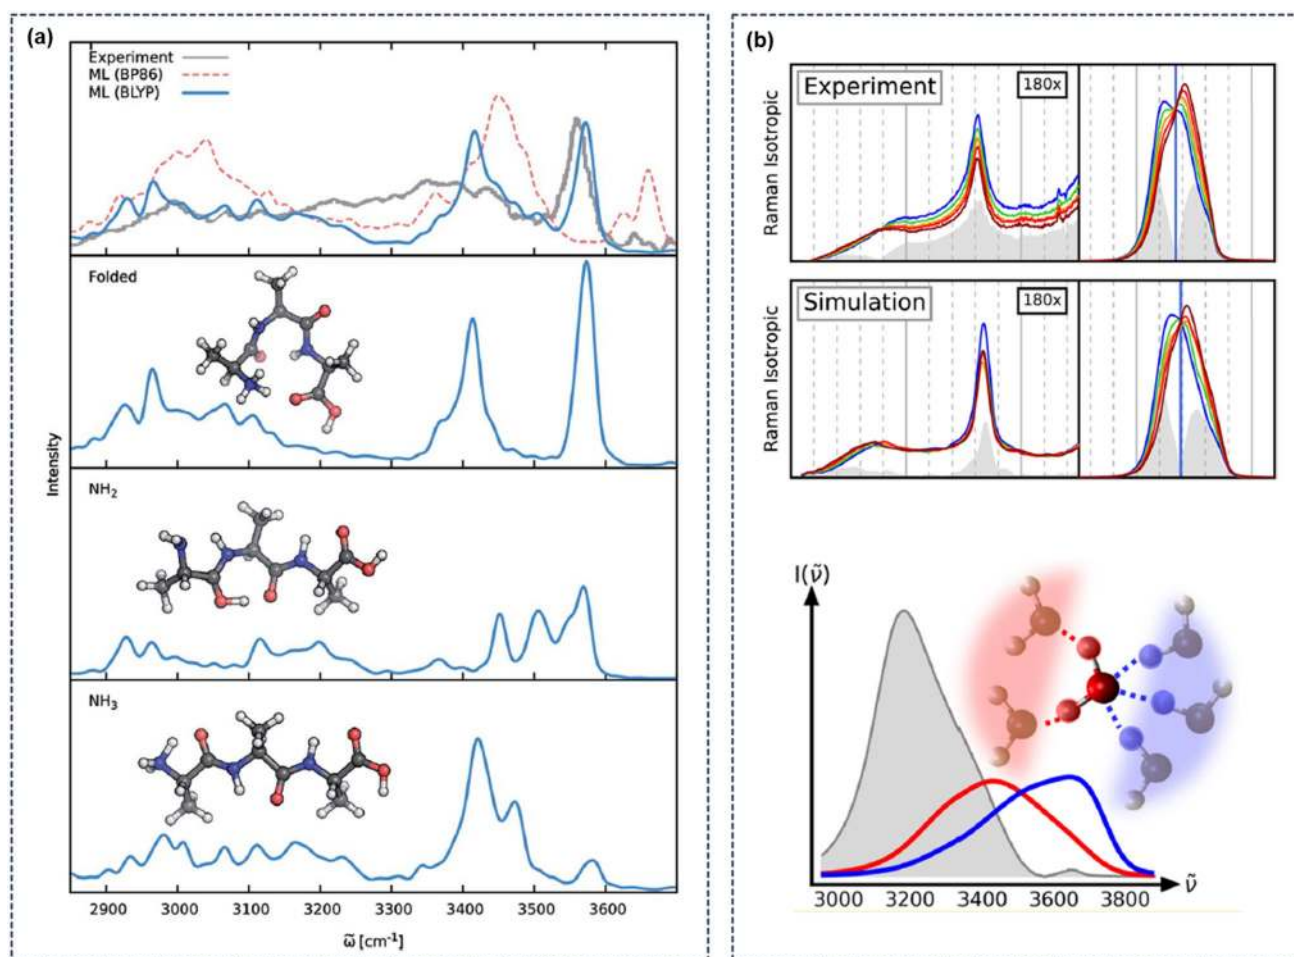 (a)
Experiment
ML (BP86)
ML (BLYP)
Folded
NH₂
NH₃
Intensity
2900 3000 3100 3200 3300 3400 3500 3600
ω̃ [cm⁻¹]
(b)
Experiment
180x
Raman Isotropic
Simulation
180x
Raman Isotropic
I(ν̃)
3000 3200 3400 3600 3800
ν̃